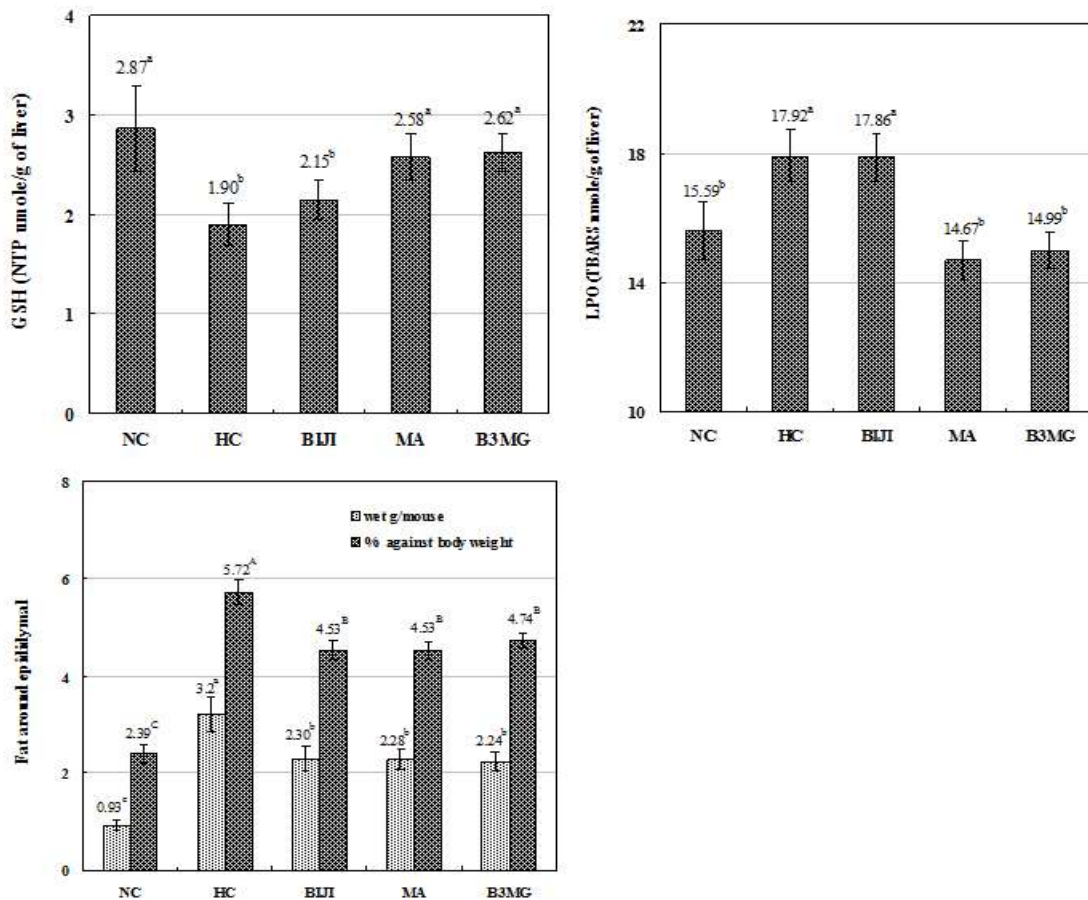 4
3
2
1
0
GSH (NTP umole/g of liver)
2.87a
1.90b
2.15b
2.58a
2.62a
NC HC BIJI MA B3MG
22
18
14
10
LPO (TBARS nmole/g of liver)
15.59b
17.92a
17.86a
14.67b
14.99b
NC HC BIJI MA B3MG
8
6
4
2
0
Fat around epididymal
wet g/mouse
% against body weight
0.93c
2.39C
3.2a
5.72A
2.30b
4.53B
2.28b
4.53B
2.24b
4.74B
NC HC BIJI MA B3MG